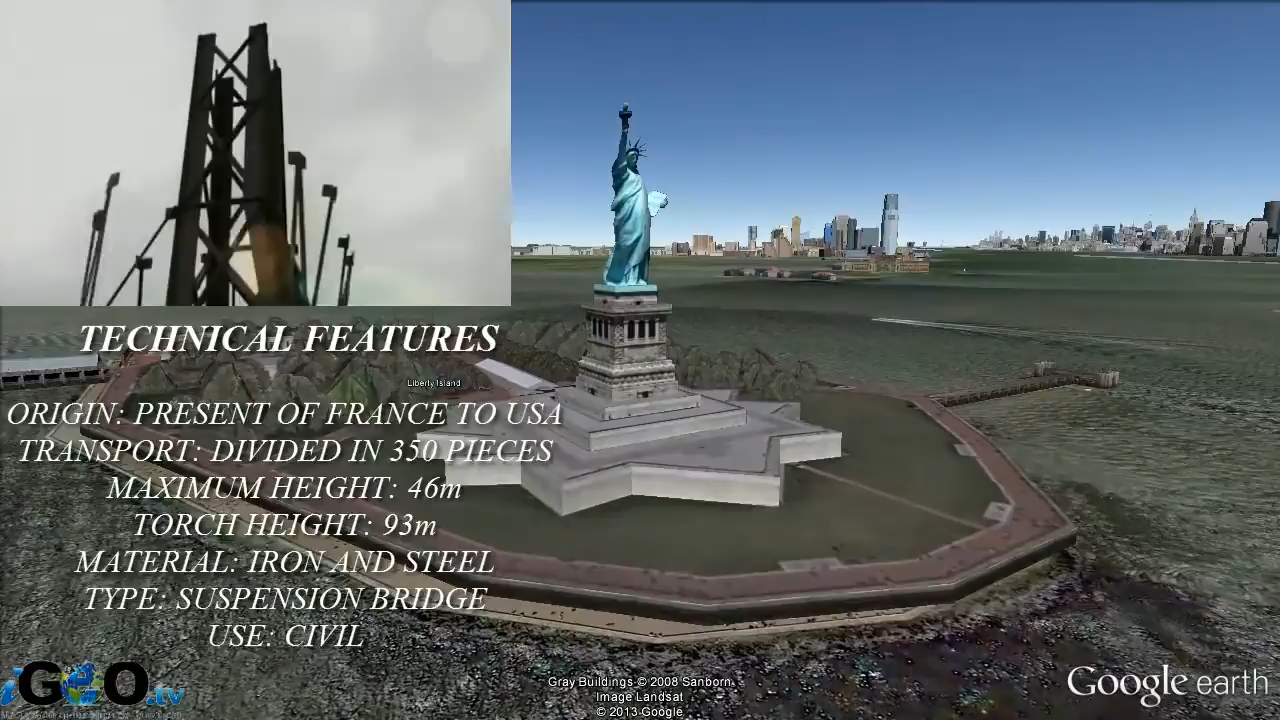 TECHNICAL FEATURES
Liberty Island
ORIGIN: PRESENT OF FRANCE TO USA
TRANSPORT: DIVIDED IN 350 PIECES
MAXIMUM HEIGHT: 46m
TORCH HEIGHT: 93m
MATERIAL: IRON AND STEEL
TYPE: SUSPENSION BRIDGE
USE: CIVIL
iGEO.tv
Gray Buildings © 2008 Sanborn
Image Landsat
© 2013 Google
Google earth